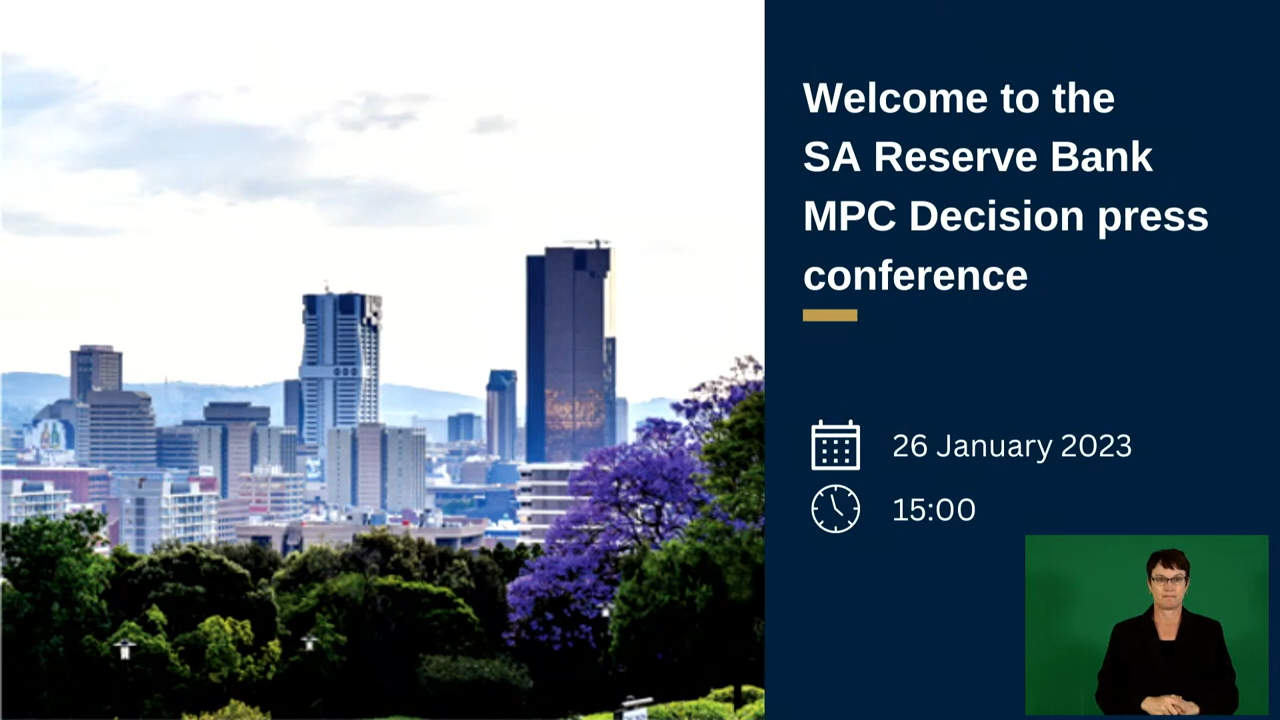 Welcome to the
SA Reserve Bank
MPC Decision press
conference
26 January 2023
15:00